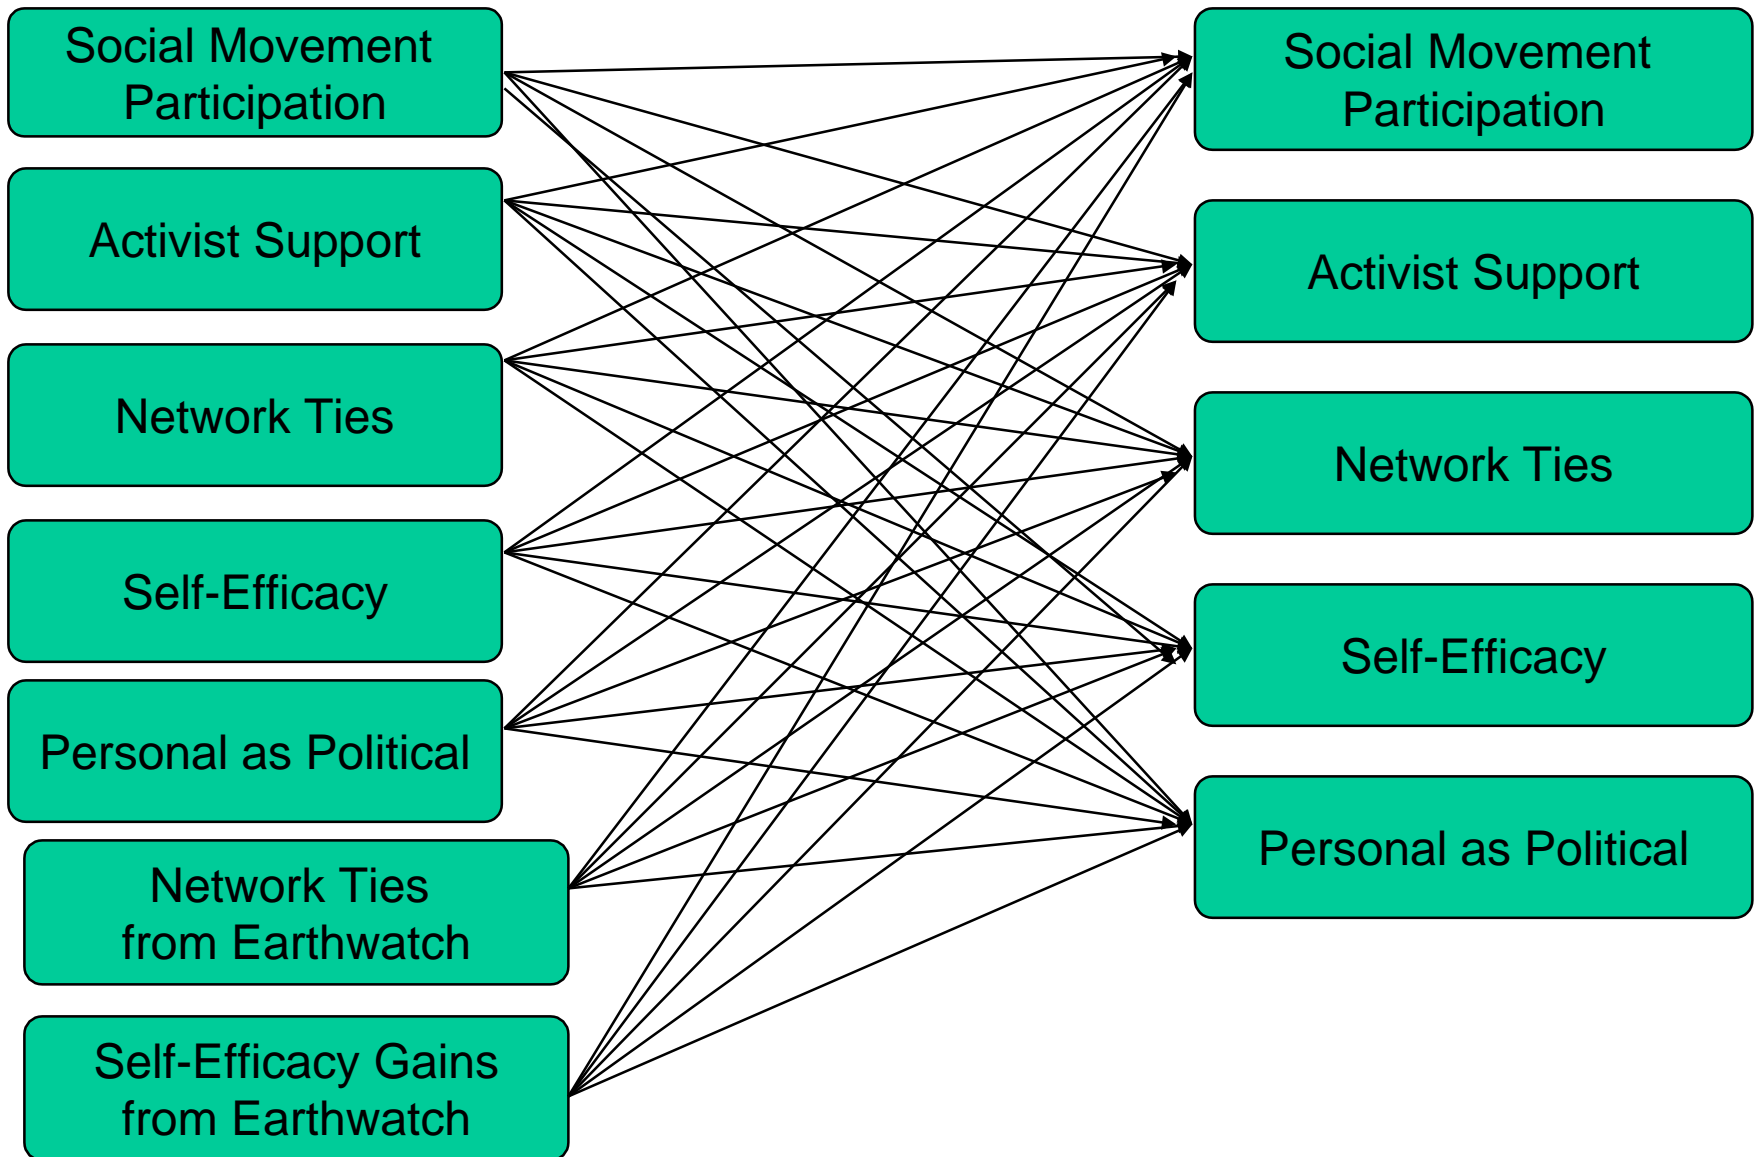 Social Movement
Participation
Activist Support
Network Ties
Self-Efficacy
Personal as Political
Network Ties
from Earthwatch
Self-Efficacy Gains
from Earthwatch
Social Movement
Participation
Activist Support
Network Ties
Self-Efficacy
Personal as Political